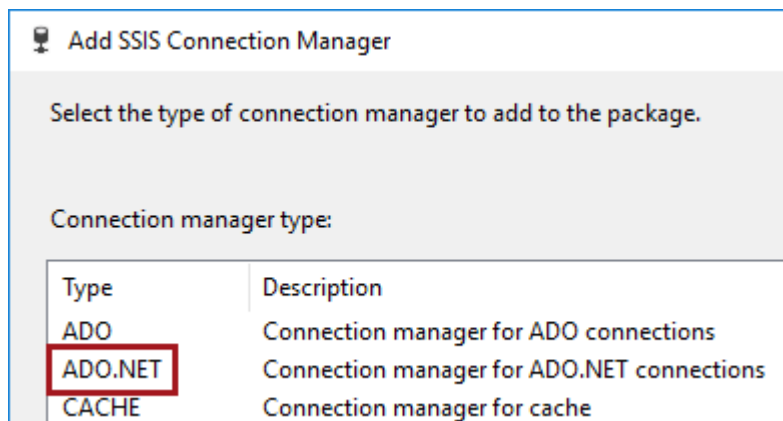 Add SSIS Connection Manager
Select the type of connection manager to add to the package.
Connection manager type:
Type Description
ADO Connection manager for ADO connections
ADO.NET Connection manager for ADO.NET connections
CACHE Connection manager for cache